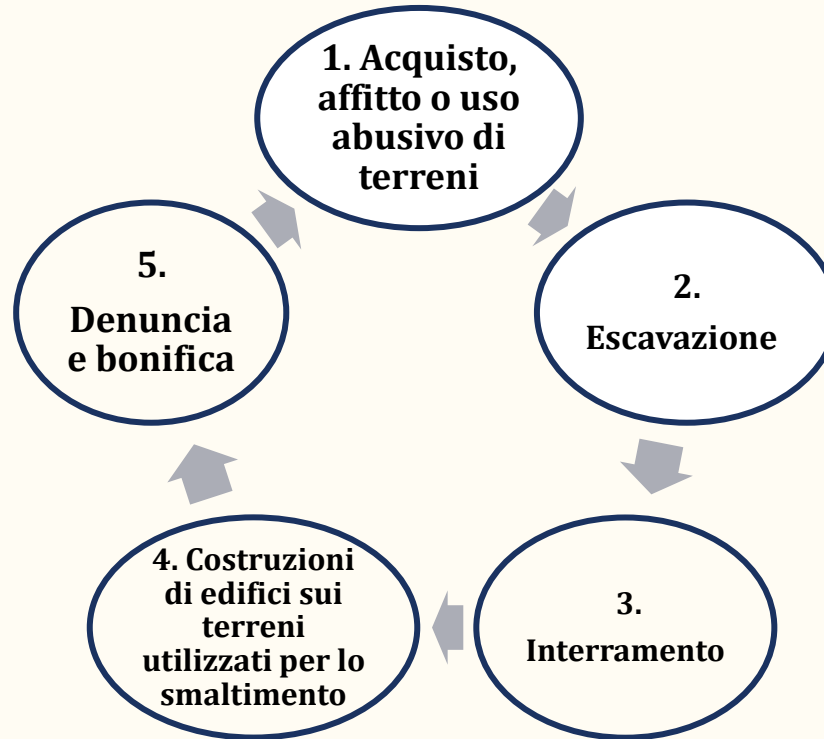 1. Acquisto,
affitto o uso
abusivo di
terreni
2.
Escavazione
3.
Interramento
4. Costruzioni
di edifici sui
terreni
utilizzati per lo
smaltimento
5.
Denuncia
e bonifica